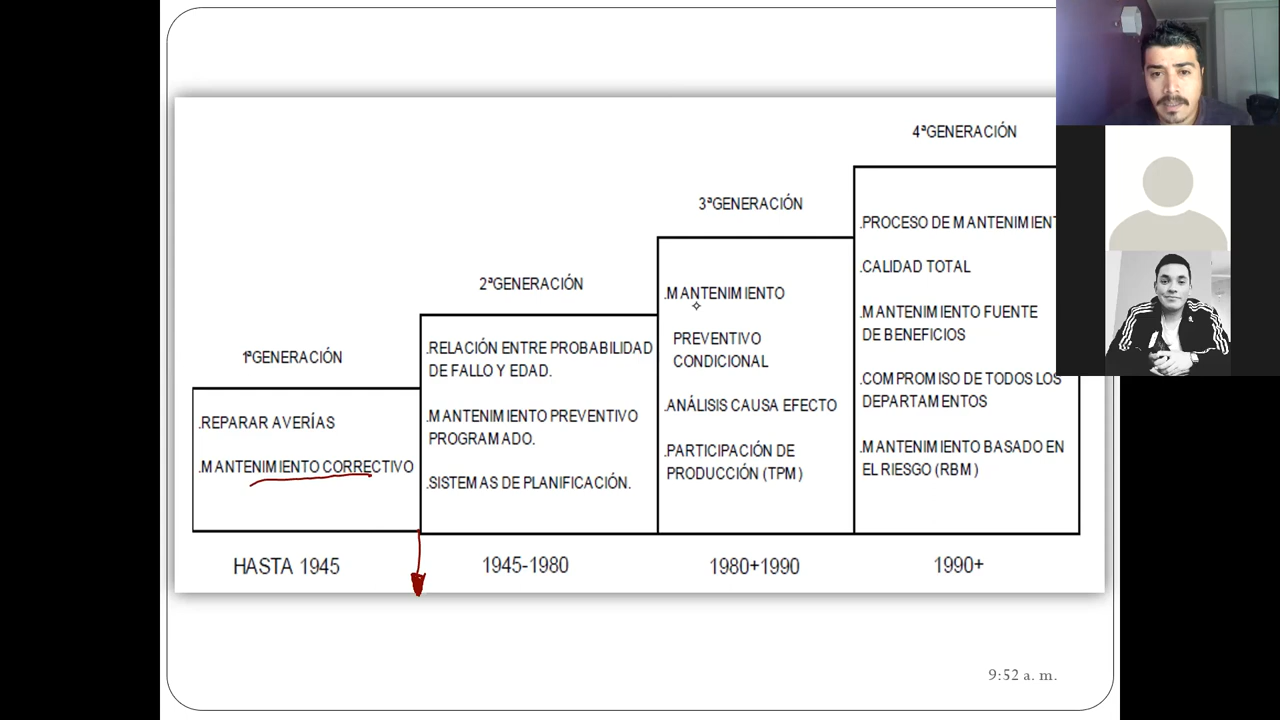 1ªGENERACIÓN
.REPARAR AVERÍAS
.MANTENIMIENTO CORRECTIVO
HASTA 1945
2ªGENERACIÓN
.RELACIÓN ENTRE PROBABILIDAD
DE FALLO Y EDAD.
.MANTENIMIENTO PREVENTIVO
PROGRAMADO.
.SISTEMAS DE PLANIFICACIÓN.
1945-1980
3ªGENERACIÓN
.MANTENIMIENTO
PREVENTIVO
CONDICIONAL
.ANÁLISIS CAUSA EFECTO
.PARTICIPACIÓN DE
PRODUCCIÓN (TPM)
1980+1990
4ªGENERACIÓN
.PROCESO DE MANTENIMIENT
.CALIDAD TOTAL
.MANTENIMIENTO FUENTE
DE BENEFICIOS
.COMPROMISO DE TODOS LOS
DEPARTAMENTOS
.MANTENIMIENTO BASADO EN
EL RIESGO (RBM)
1990+
9:52 a. m.